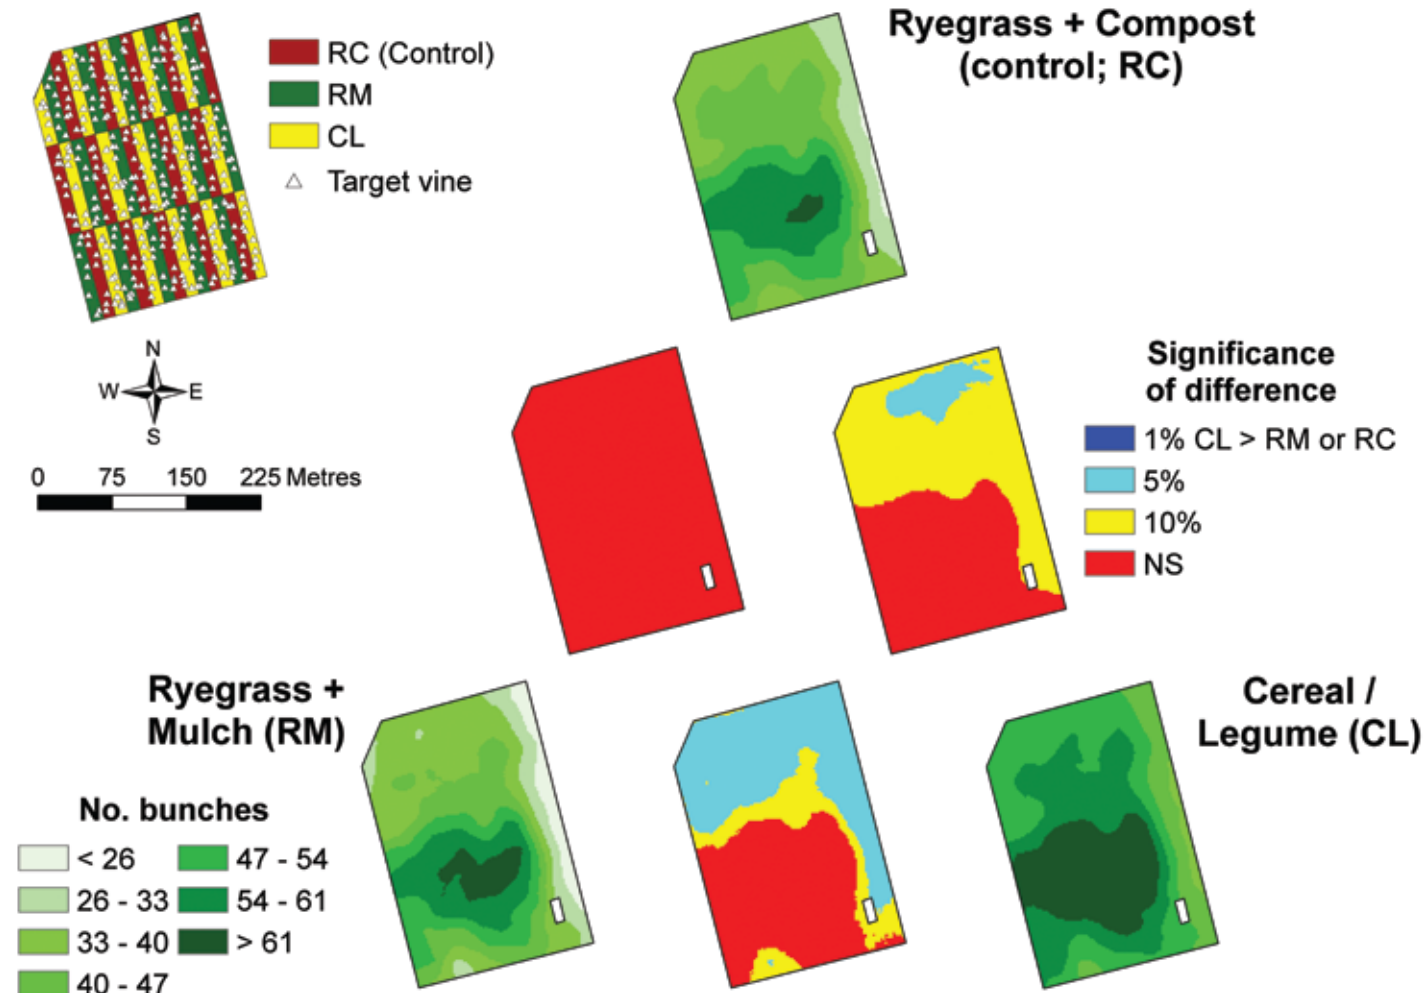 RC (Control)
RM
CL
Target vine
Ryegrass + Compost
(control; RC)
N
W
E
S
0 75 150 225 Metres
Significance
of difference
1% CL > RM or RC
5%
10%
NS
Ryegrass +
Mulch (RM)
Cereal /
Legume (CL)
No. bunches
< 26
26 - 33
33 - 40
40 - 47
47 - 54
54 - 61
> 61